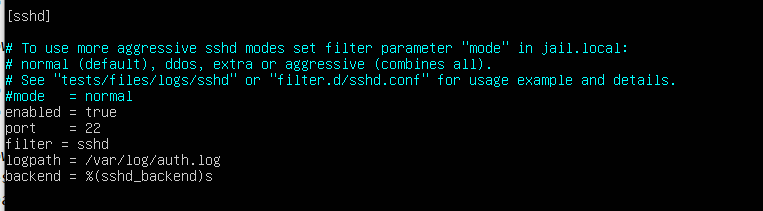 [sshd]
# To use more aggressive sshd modes set filter parameter "mode" in jail.local:
# normal (default), ddos, extra or aggressive (combines all).
# See "tests/files/logs/sshd" or "filter.d/sshd.conf" for usage example and details.
#mode   = normal
enabled = true
port    = 22
filter = sshd
logpath = /var/log/auth.log
backend = %(sshd_backend)s